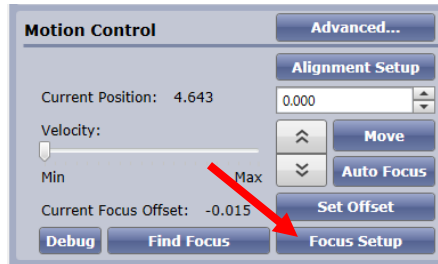 Motion Control
Advanced...
Alignment Setup
Current Position: 4.643
0.000
Velocity:
Move
Min
Max
Auto Focus
Current Focus Offset: -0.015
Set Offset
Debug
Find Focus
Focus Setup